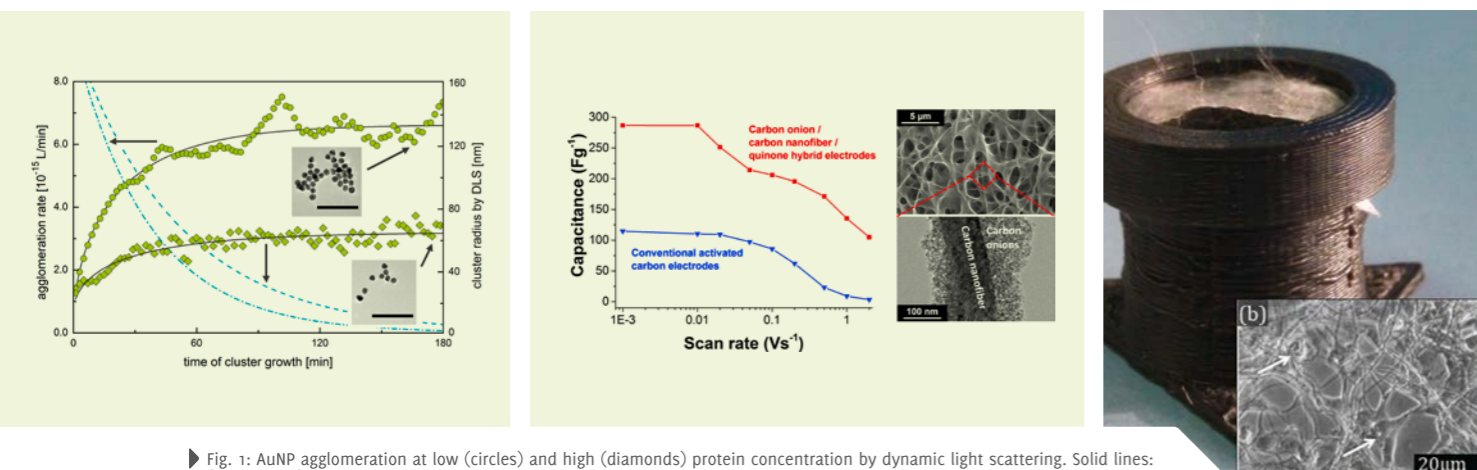 8.0
6.0
4.0
2.0
0.0
agglomeration rate [10⁻¹⁵ L/min]
160
120
80
40
0
cluster radius by DLS [nm]
0 60 120 180
time of cluster growth [min]
300
250
200
150
100
50
0
Capacitance (Fg⁻¹)
Carbon onion /
carbon nanofiber /
quinone hybrid electrodes
Conventional activated
carbon electrodes
1E-3 0.01 0.1 1
Scan rate (Vs⁻¹)
5 µm
Carbon nanofiber
Carbon
onions
100 nm
(b)
20µm
Fig. 1: AuNP agglomeration at low (circles) and high (diamonds) protein concentration by dynamic light scattering. Solid lines: